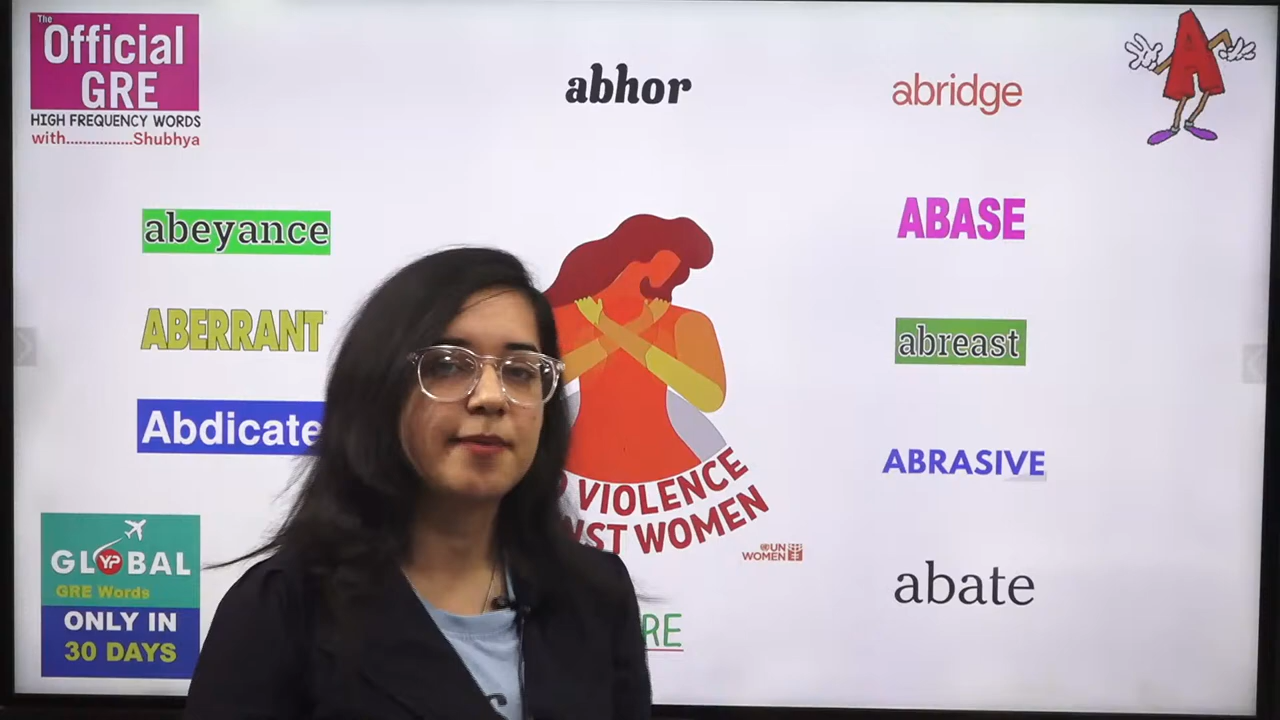 The
Official
GRE
HIGH FREQUENCY WORDS
with................Shubhya
abhor
abridge
abeyance
ABASE
ABERRANT
abreast
Abdicate
ABRASIVE
VIOLENCE
WOMEN
UN
WOMEN
abate
GLOBAL
YP
GRE Words
ONLY IN
30 DAYS